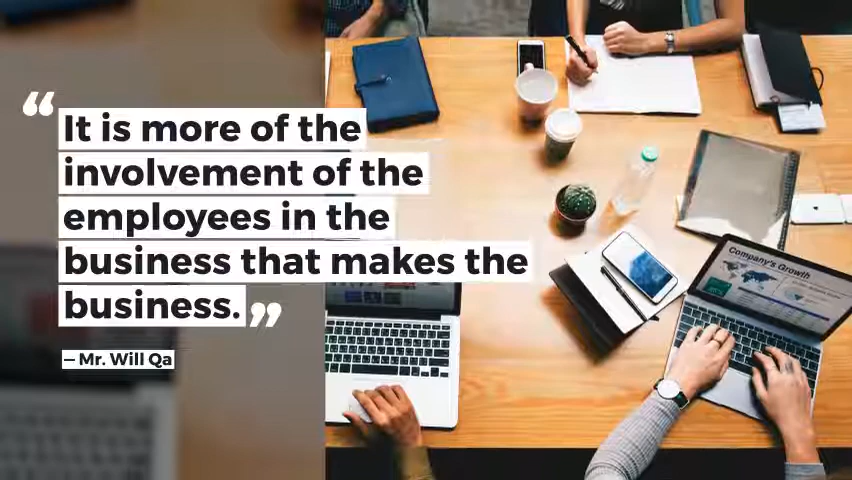 “ It is more of the
involvement of the
employees in the
business that makes the
business. ”
– Mr. Will Qa
Company's Growth